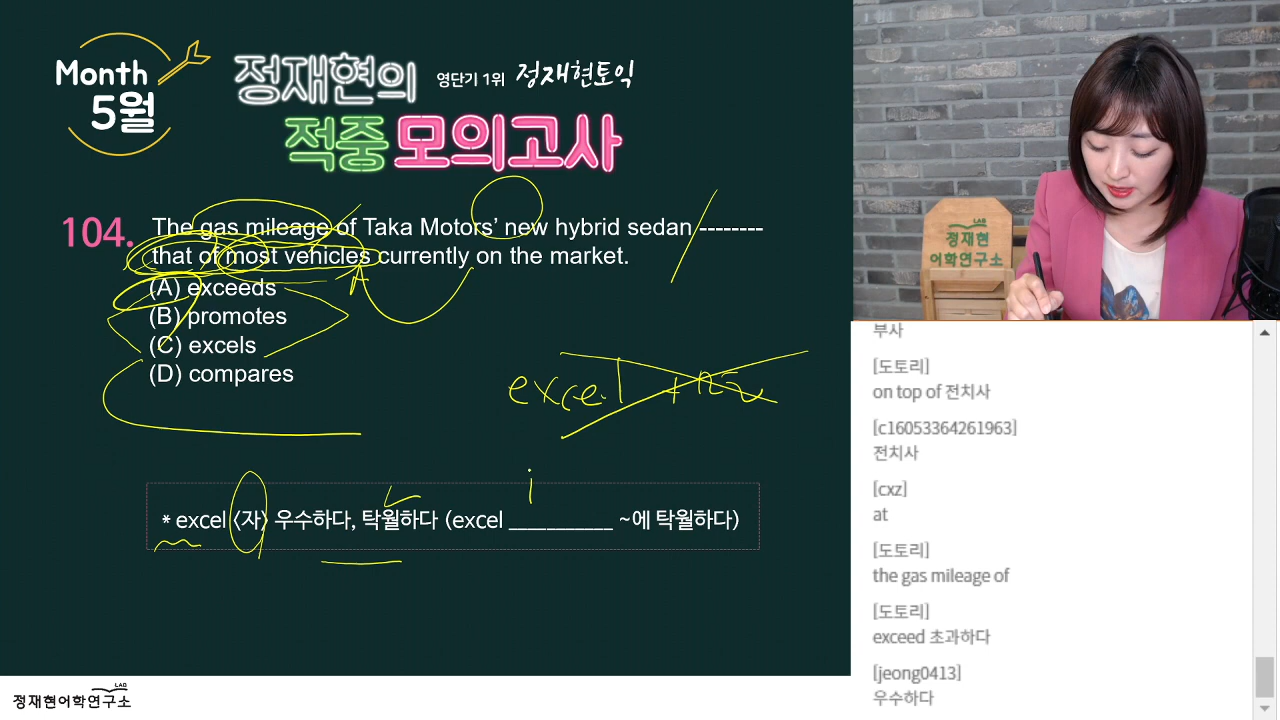 Month
5월
정재현의
영단기 1위 정재현토익
적중 모의고사
104. The gas mileage of Taka Motors’ new hybrid sedan --------
that of most vehicles currently on the market.
(A) exceeds
(B) promotes
(C) excels
(D) compares
excel
i
* excel <자> 우수하다, 탁월하다 (excel ___________ ~에 탁월하다)
LAB
정재현어학연구소
LAB
정재현
어학연구소
부사
[도토리]
on top of 전치사
[c16053364261963]
전치사
[cxz]
at
[도토리]
the gas mileage of
[도토리]
exceed 초과하다
[jeong0413]
우수하다